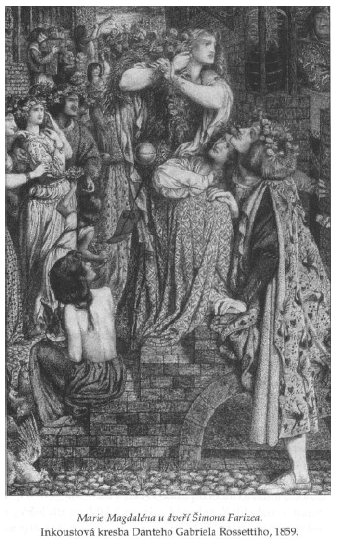 Marie Magdaléna u dveří Šimona Farizea.
Inkoustová kresba Danteho Gabriela Rossettiho, 1859.